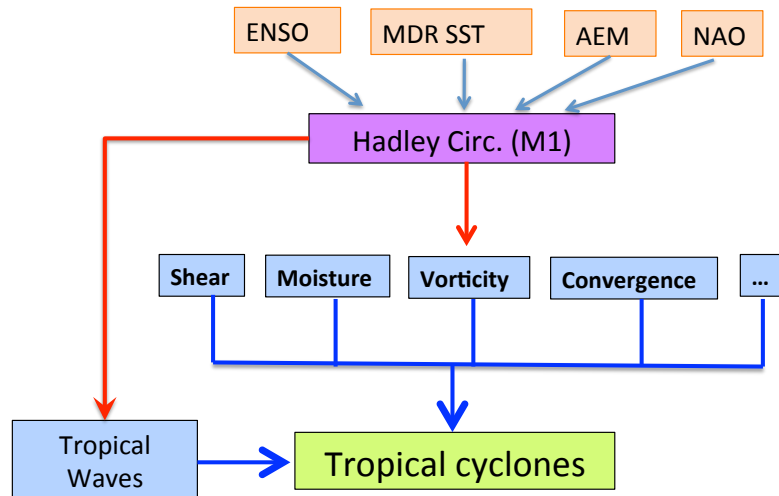 ENSO
MDR SST
AEM
NAO
Hadley Circ. (M1)
Shear
Moisture
Vorticity
Convergence
...
Tropical
Waves
Tropical cyclones